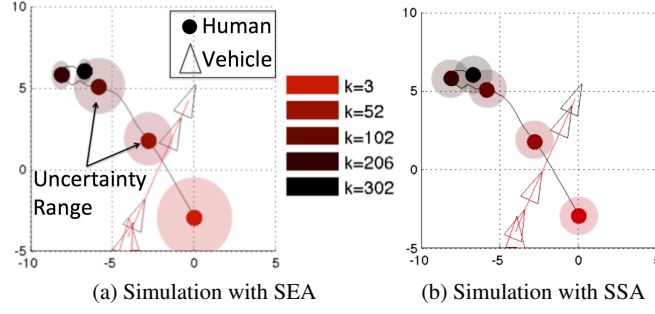 10
5
0
5
-10
-5
0
5
Human
Vehicle
Uncertainty
Range
k=3
k=52
k=102
k=206
k=302
10
5
0
5
-10
-5
0
5
(a) Simulation with SEA
(b) Simulation with SSA